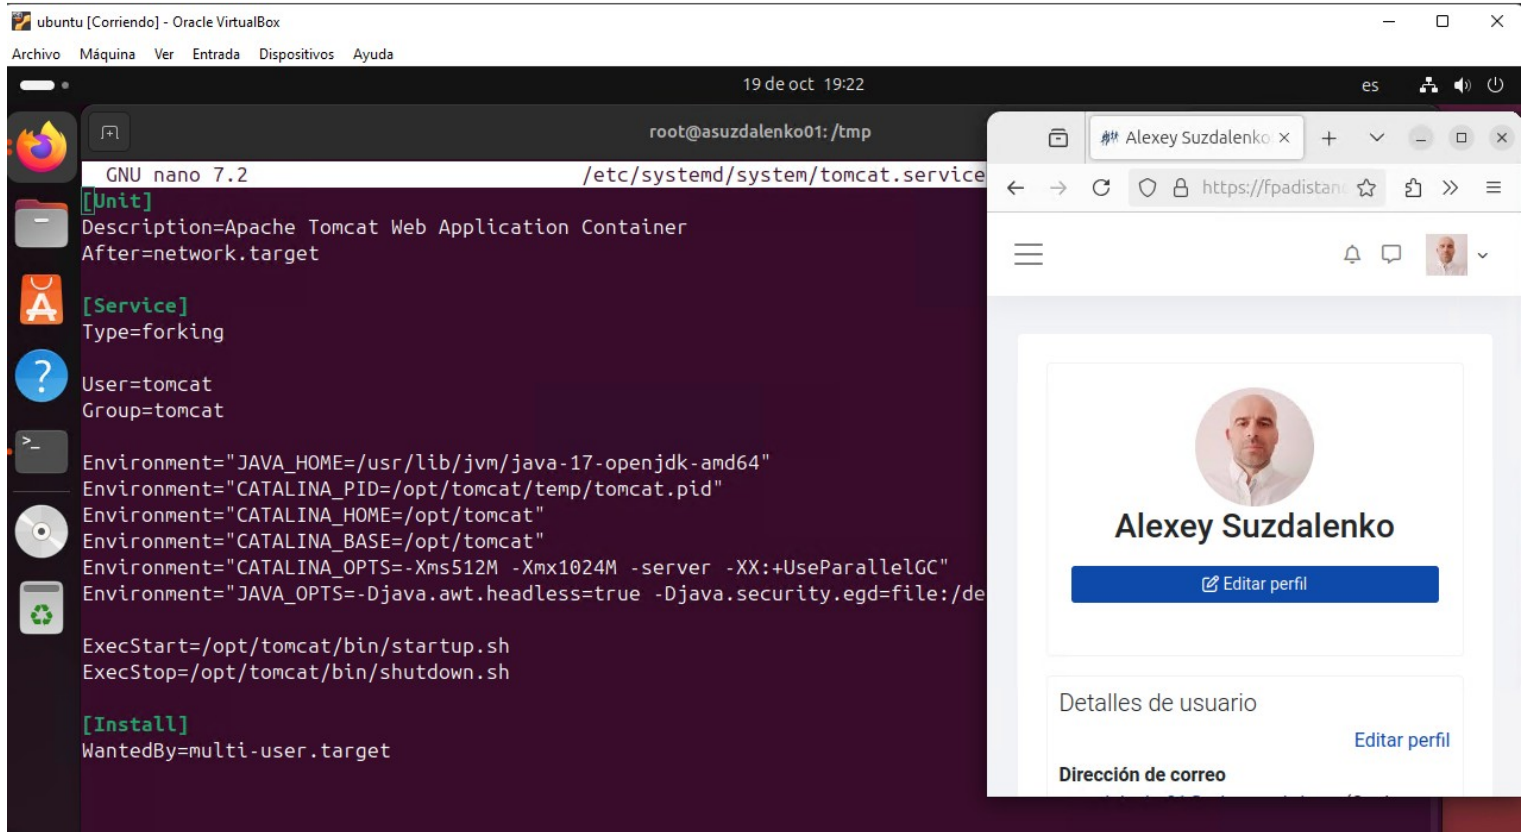 ubuntu [Corriendo] - Oracle VirtualBox
Archivo Máquina Ver Entrada Dispositivos Ayuda
19 de oct 19:22
es
root@asuzdalenko01: /tmp
Alexey Suzdalenko
GNU nano 7.2 /etc/systemd/system/tomcat.service
https://fpadistan
[Unit]
Description=Apache Tomcat Web Application Container
After=network.target
[Service]
Type=forking
User=tomcat
Group=tomcat
Environment="JAVA_HOME=/usr/lib/jvm/java-17-openjdk-amd64"
Environment="CATALINA_PID=/opt/tomcat/temp/tomcat.pid"
Environment="CATALINA_HOME=/opt/tomcat"
Environment="CATALINA_BASE=/opt/tomcat"
Environment="CATALINA_OPTS=-Xms512M -Xmx1024M -server -XX:+UseParallelGC"
Environment="JAVA_OPTS=-Djava.awt.headless=true -Djava.security.egd=file:/de
ExecStart=/opt/tomcat/bin/startup.sh
ExecStop=/opt/tomcat/bin/shutdown.sh
[Install]
WantedBy=multi-user.target
Alexey Suzdalenko
Editar perfil
Detalles de usuario
Editar perfil
Dirección de correo